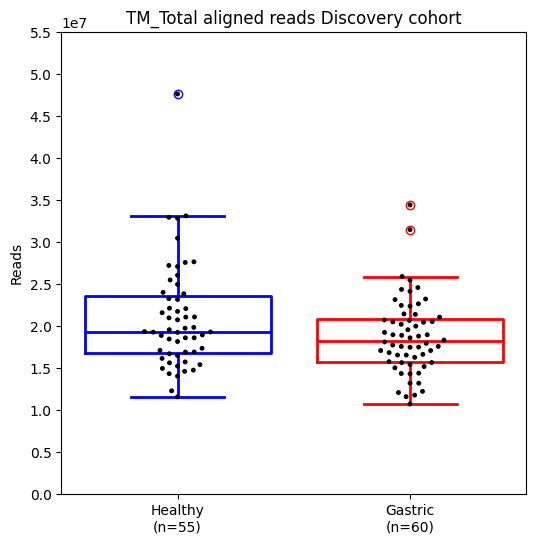 TM_Total aligned reads Discovery cohort
1e7
5.5
5.0
4.5
4.0
3.5
3.0
2.5
2.0
1.5
1.0
0.5
0.0
Reads
Healthy
(n=55)
Gastric
(n=60)